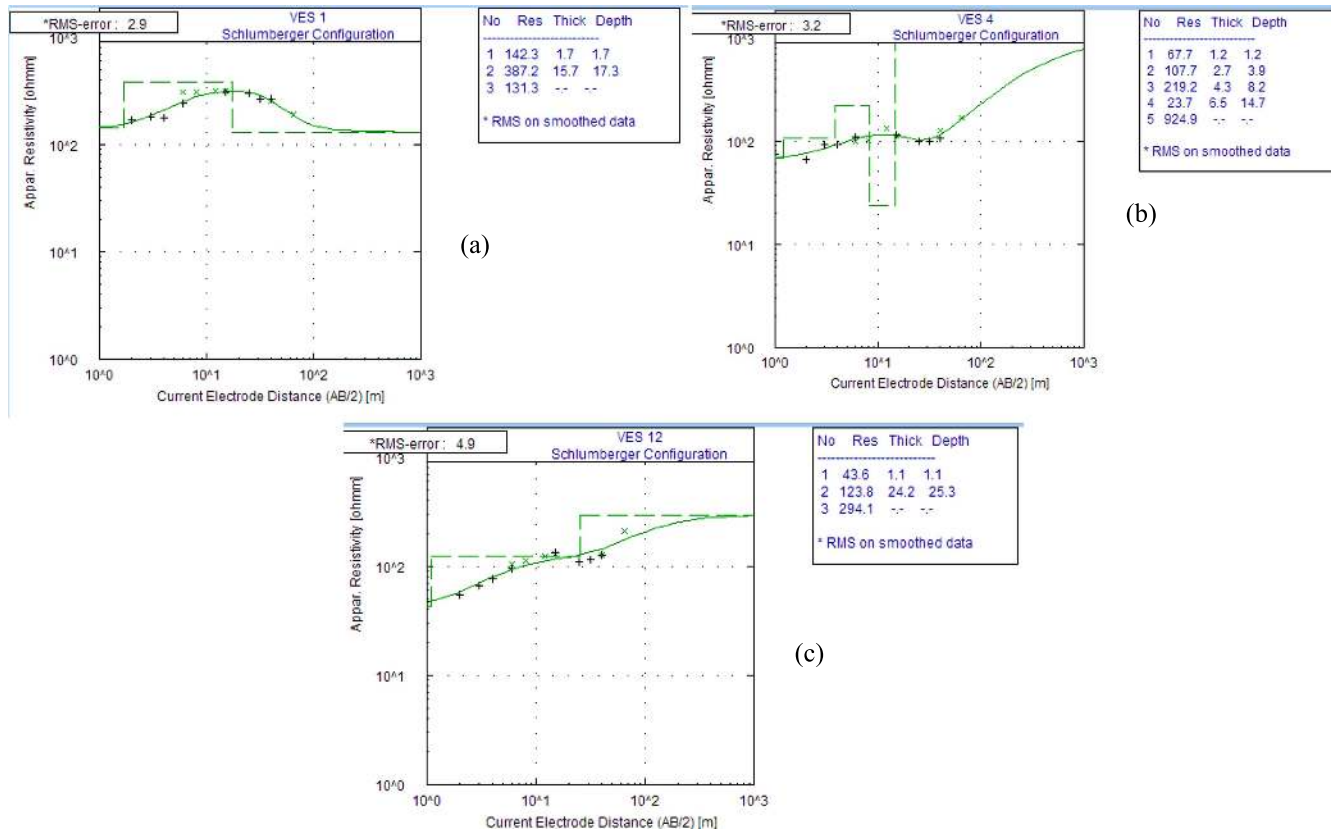 *RMS-error : 2.9
VES 1
Schlumberger Configuration
10^3
10^2
10^1
10^0
Appar. Resistivity [ohmm]
10^0 10^1 10^2 10^3
Current Electrode Distance (AB/2) [m]
No Res Thick Depth
1 142.3 1.7 1.7
2 387.2 15.7 17.3
3 131.3 -.- -.-
* RMS on smoothed data
(a)
*RMS-error : 3.2
VES 4
Schlumberger Configuration
10^3
10^2
10^1
10^0
Appar. Resistivity [ohmm]
10^0 10^1 10^2 10^3
Current Electrode Distance (AB/2) [m]
No Res Thick Depth
1 67.7 1.2 1.2
2 107.7 2.7 3.9
3 219.2 4.3 8.2
4 23.7 6.5 14.7
5 924.9 -.- -.-
* RMS on smoothed data
(b)
*RMS-error : 4.9
VES 12
Schlumberger Configuration
10^3
10^2
10^1
10^0
Appar. Resistivity [ohmm]
10^0 10^1 10^2 10^3
Current Electrode Distance (AB/2) [m]
No Res Thick Depth
1 43.6 1.1 1.1
2 123.8 24.2 25.3
3 294.1 -.- -.-
* RMS on smoothed data
(c)